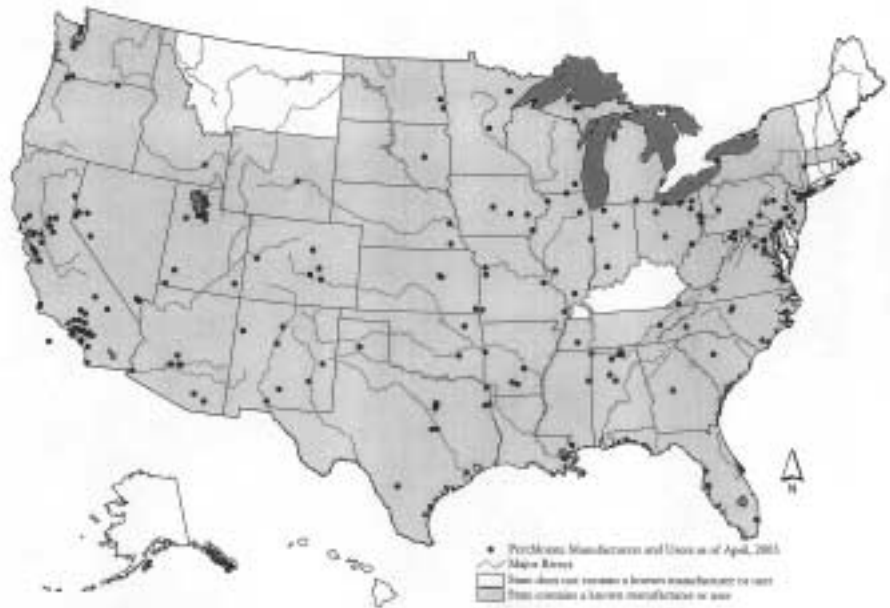 N
Perchlorate Manufacturers and Users as of April, 2003
Major Rivers
State does not contain a known manufacturer or user
State contains a known manufacturer or user